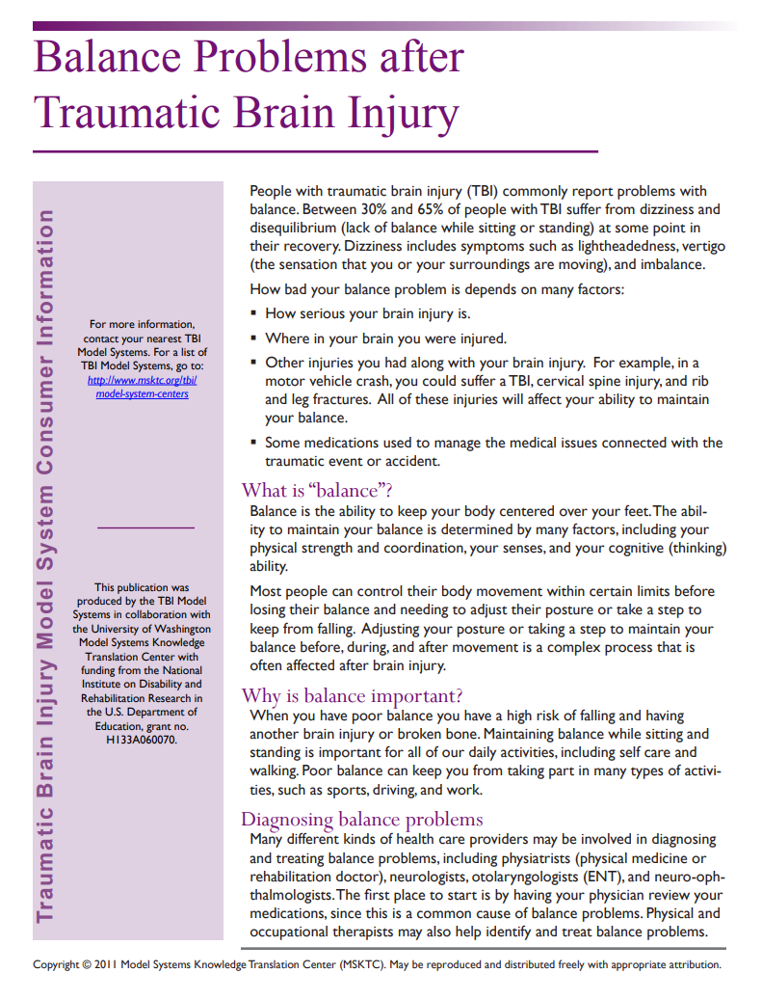 Balance Problems after
Traumatic Brain Injury
Traumatic Brain Injury Model System Consumer Information
For more information,
contact your nearest TBI
Model Systems. For a list of
TBI Model Systems, go to:
http://www.msktc.org/tbi/
model-system-centers
This publication was
produced by the TBI Model
Systems in collaboration with
the University of Washington
Model Systems Knowledge
Translation Center with
funding from the National
Institute on Disability and
Rehabilitation Research in
the U.S. Department of
Education, grant no.
H133A060070.
People with traumatic brain injury (TBI) commonly report problems with
balance. Between 30% and 65% of people with TBI suffer from dizziness and
disequilibrium (lack of balance while sitting or standing) at some point in
their recovery. Dizziness includes symptoms such as lightheadedness, vertigo
(the sensation that you or your surroundings are moving), and imbalance.
How bad your balance problem is depends on many factors:
▪ How serious your brain injury is.
▪ Where in your brain you were injured.
▪ Other injuries you had along with your brain injury. For example, in a
motor vehicle crash, you could suffer a TBI, cervical spine injury, and rib
and leg fractures. All of these injuries will affect your ability to maintain
your balance.
▪ Some medications used to manage the medical issues connected with the
traumatic event or accident.
What is “balance”?
Balance is the ability to keep your body centered over your feet. The abil-
ity to maintain your balance is determined by many factors, including your
physical strength and coordination, your senses, and your cognitive (thinking)
ability.
Most people can control their body movement within certain limits before
losing their balance and needing to adjust their posture or take a step to
keep from falling. Adjusting your posture or taking a step to maintain your
balance before, during, and after movement is a complex process that is
often affected after brain injury.
Why is balance important?
When you have poor balance you have a high risk of falling and having
another brain injury or broken bone. Maintaining balance while sitting and
standing is important for all of our daily activities, including self care and
walking. Poor balance can keep you from taking part in many types of activi-
ties, such as sports, driving, and work.
Diagnosing balance problems
Many different kinds of health care providers may be involved in diagnosing
and treating balance problems, including physiatrists (physical medicine or
rehabilitation doctor), neurologists, otolaryngologists (ENT), and neuro-oph-
thalmologists. The first place to start is by having your physician review your
medications, since this is a common cause of balance problems. Physical and
occupational therapists may also help identify and treat balance problems.
Copyright © 2011 Model Systems Knowledge Translation Center (MSKTC). May be reproduced and distributed freely with appropriate attribution.